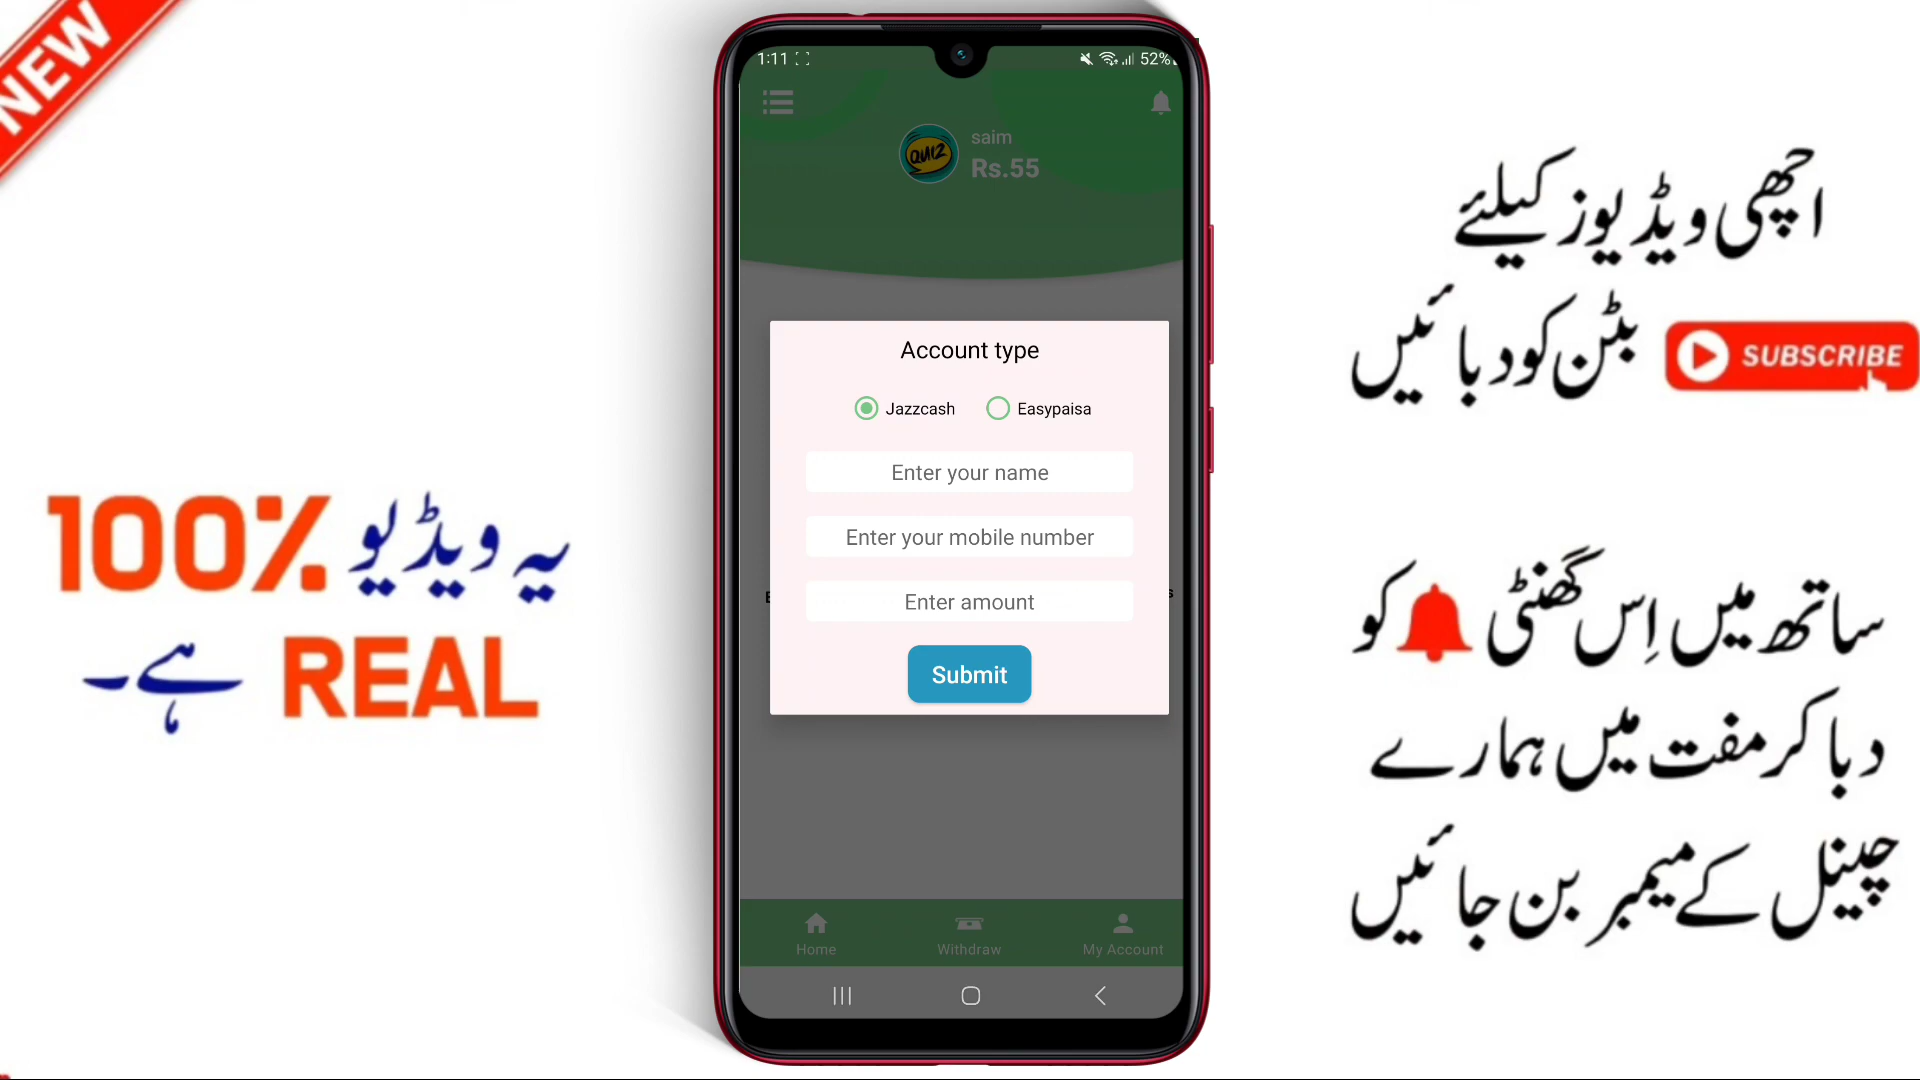 NEW
یہ ویڈیو 100%
REAL ہے۔
1:11
52%
saim
Rs.55
QUIZ
Account type
Jazzcash
Easypaisa
Enter your name
Enter your mobile number
Enter amount
Submit
Home
Withdraw
My Account
اچھی ویڈیوز کیلئے
SUBSCRIBE بٹن کو دبائیں
ساتھ میں اِس گھنٹی کو
دبا کر مفت میں ہمارے
چینل کے میمبر بن جائیں